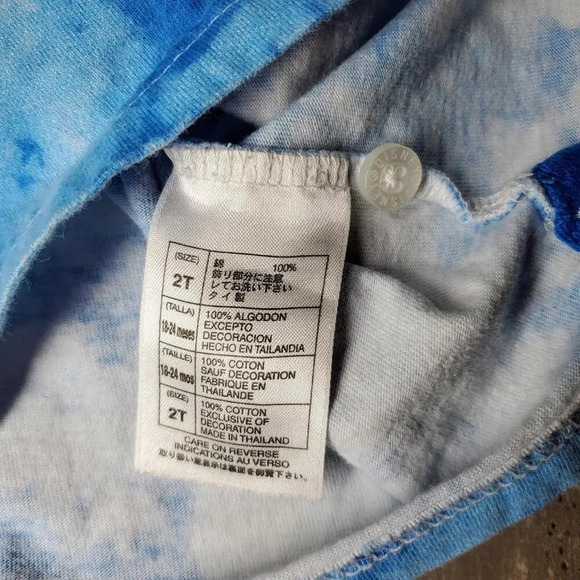 DISNEY
(SIZE)
2T
綿 100%
飾り部分に注意
してお洗い下さい
タイ製
(TALLA)
18-24 meses
100% ALGODON
EXCEPTO
DECORACION
HECHO EN TAILANDIA
(TAILLE)
18-24 mos
100% COTON
SAUF DECORATION
FABRIQUE EN
THAILANDE
(SIZE)
2T
100% COTTON
EXCLUSIVE OF
DECORATION
MADE IN THAILAND
CARE ON REVERSE
INDICATIONS AU VERSO
取り扱い意表示は裏面を御覧下さい